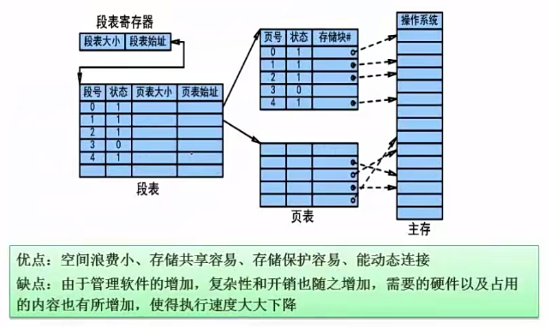 段表寄存器
段表大小 段表始址
段号 状态 页表大小 页表始址
0 1
1 1
2 1
3 0
4 1
段表
页号 状态 存储块#
0 1
1 1
2 1
3 0
4 1
页表
操作系统
主存
优点：空间浪费小、存储共享容易、存储保护容易、能动态连接
缺点：由于管理软件的增加，复杂性和开销也随之增加，需要的硬件以及占用
的内容也有所增加，使得执行速度大大下降